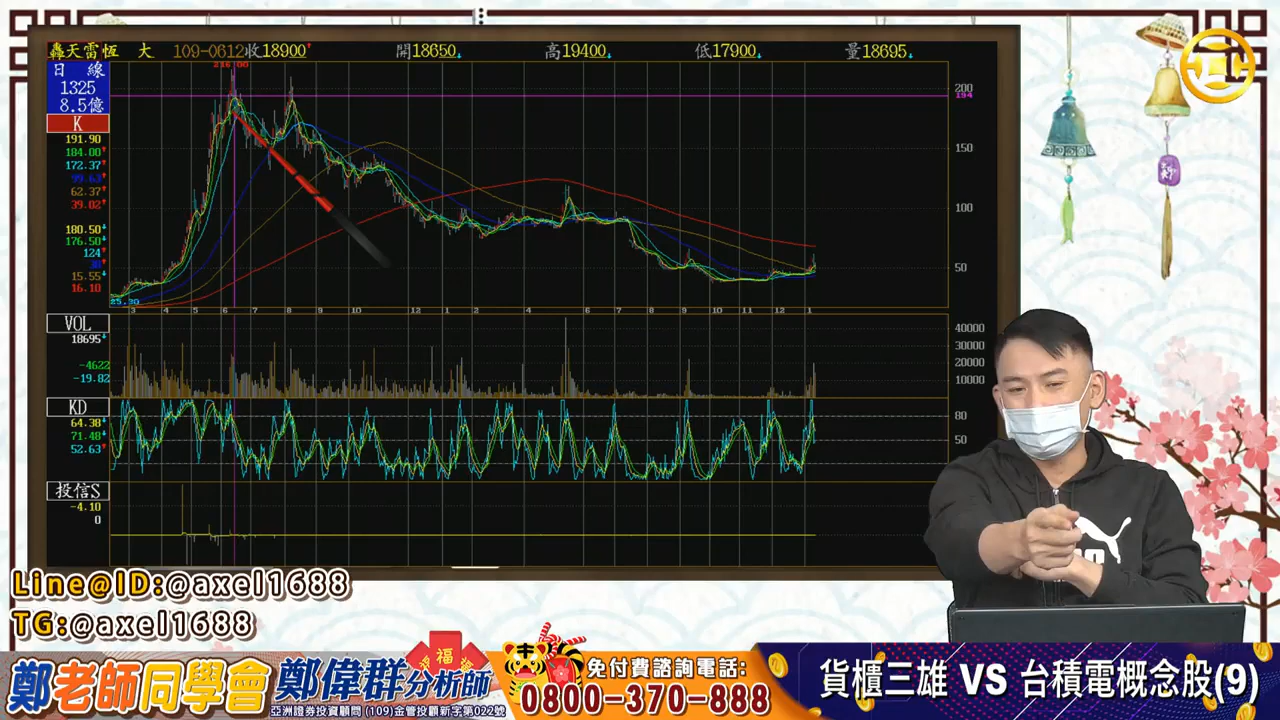 轟天雷恆 大 109-0612收18900 開18650 高19400 低17900 量18695
日 線
1325
8.5億
K
191.90
184.00
172.37
99.63
62.37
39.02
180.50
176.50
124
15.55
16.10
216.00
25.20
200
194
150
100
50
3 4 5 6 7 8 9 10 12 1 2 4 6 7 8 9 10 11 12 1
VOL
18695
-4622
-19.82
40000
30000
20000
10000
KD
64.38
71.48
52.63
80
50
投信S
-4.10
0
Line@ID:@axel1688
TG:@axel1688
鄭老師同學會
鄭偉群分析師
亞洲證券投資顧問 (109)金管投顧新字第022號
福
免付費諮詢電話:
0800-370-888
貨櫃三雄 VS 台積電概念股(9)